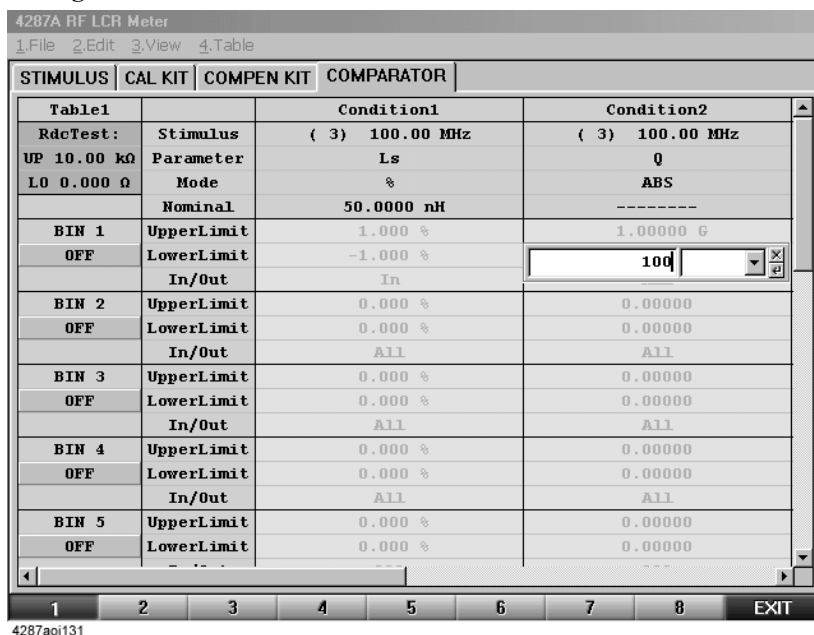 4287A RF LCR Meter
1.File 2.Edit 3.View 4.Table
STIMULUS CAL KIT COMPEN KIT COMPARATOR
Table1 Condition1 Condition2
RdcTest: Stimulus ( 3) 100.00 MHz ( 3) 100.00 MHz
UP 10.00 kΩ Parameter Ls Q
LO 0.000 Ω Mode % ABS
Nominal 50.0000 nH --------
BIN 1 UpperLimit 1.000 % 1.00000 G
OFF LowerLimit -1.000 % 100
In/Out In
BIN 2 UpperLimit 0.000 % 0.00000
OFF LowerLimit 0.000 % 0.00000
In/Out All All
BIN 3 UpperLimit 0.000 % 0.00000
OFF LowerLimit 0.000 % 0.00000
In/Out All All
BIN 4 UpperLimit 0.000 % 0.00000
OFF LowerLimit 0.000 % 0.00000
In/Out All All
BIN 5 UpperLimit 0.000 % 0.00000
OFF LowerLimit 0.000 % 0.00000
1 2 3 4 5 6 7 8 EXIT
4287aoj131